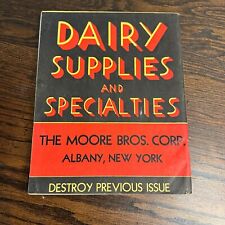 DAIRY
SUPPLIES
AND
SPECIALTIES
THE MOORE BROS. CORP.
ALBANY, NEW YORK
DESTROY PREVIOUS ISSUE